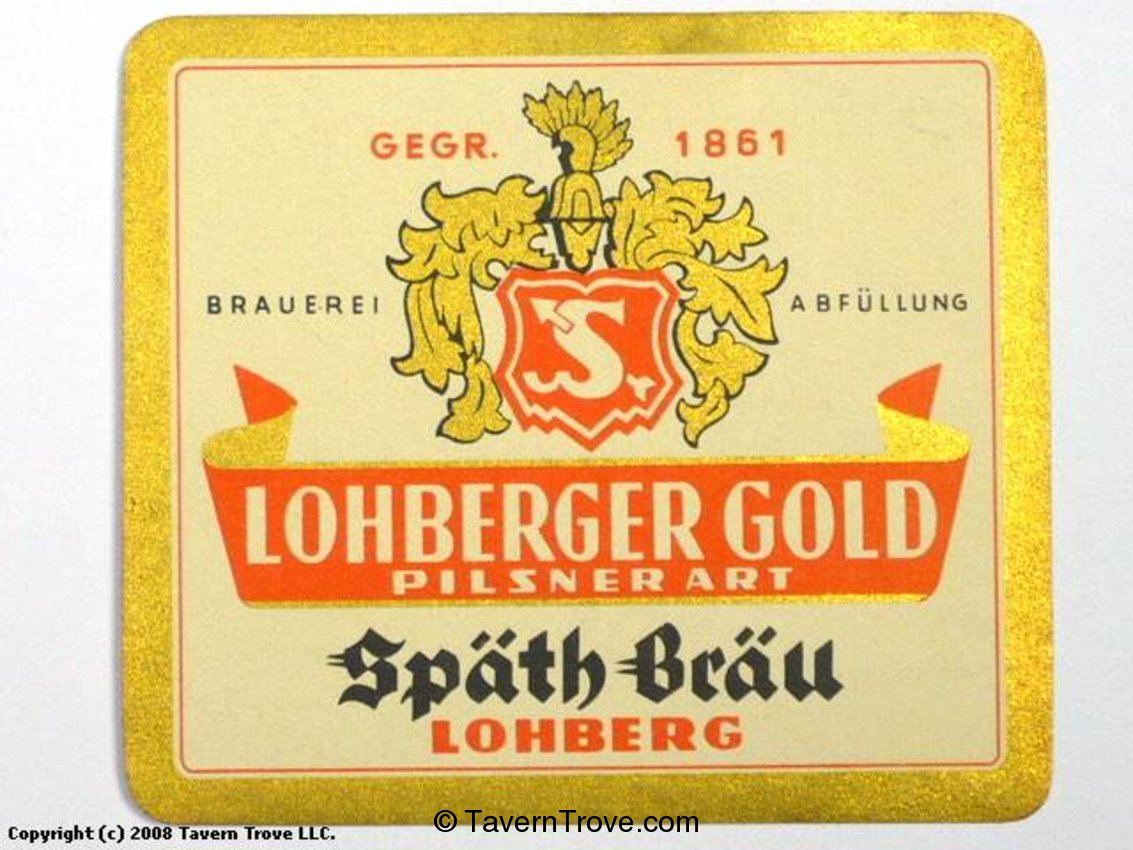 GEGR. 1861
S
BRAUEREI ABFÜLLUNG
LOHBERGER GOLD
PILSNER ART
Späth-Bräu
LOHBERG
© TavernTrove.com
Copyright (c) 2008 Tavern Trove LLC.